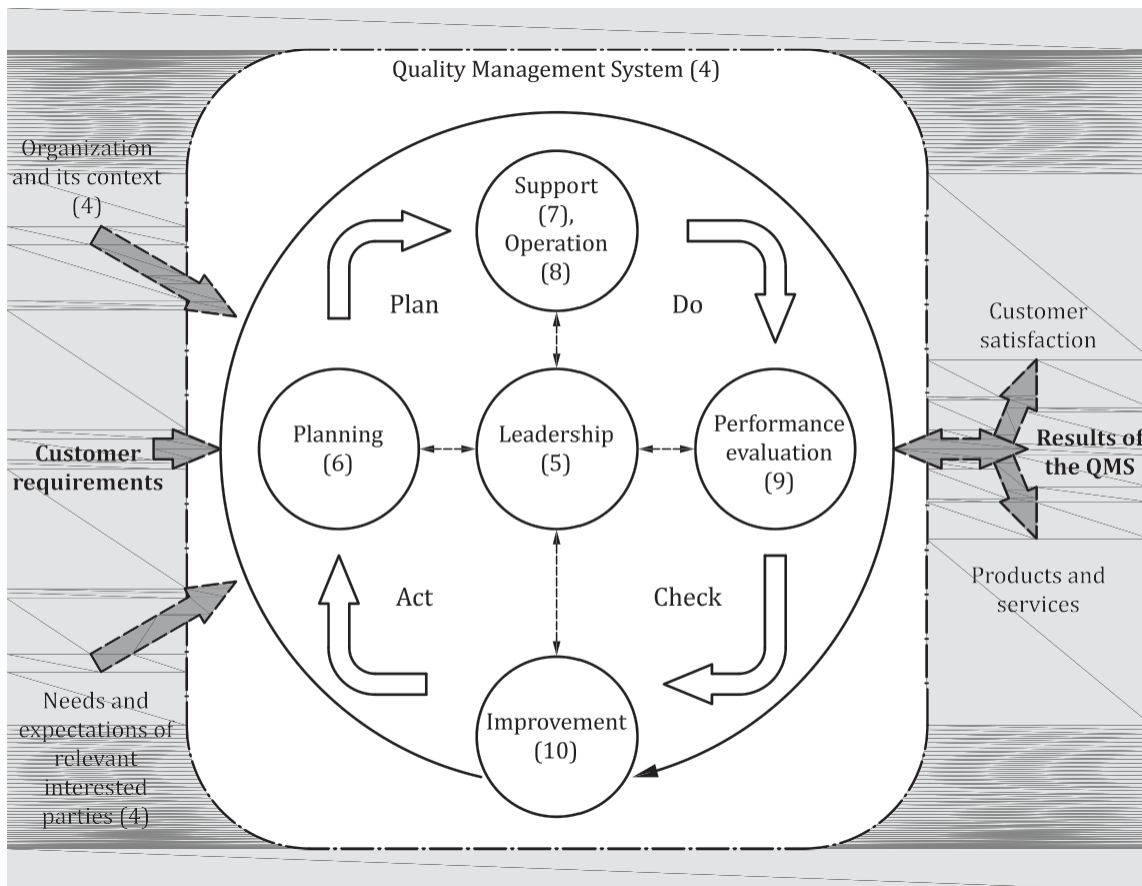 Quality Management System (4)
Organization
and its context
(4)
Support
(7),
Operation
(8)
Plan
Do
Customer
satisfaction
Planning
(6)
Leadership
(5)
Performance
evaluation
(9)
Customer
requirements
Results of
the QMS
Act
Check
Products and
services
Needs and
expectations of
relevant
interested
parties (4)
Improvement
(10)